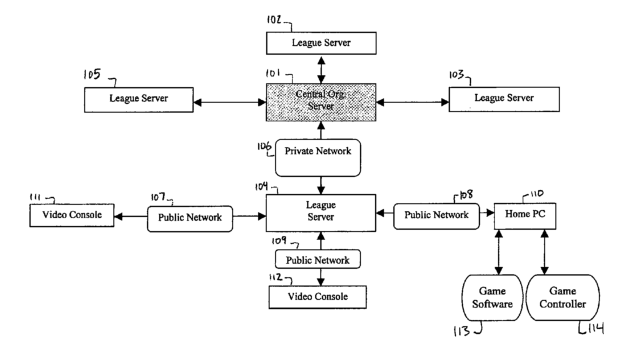 102
League Server
105
101
103
League Server
Central Org.
Server
League Server
106
Private Network
104
111
107
108
110
Video Console
Public Network
League
Server
Public Network
Home PC
109
Public Network
112
Video Console
Game
Software
Game
Controller
113
114